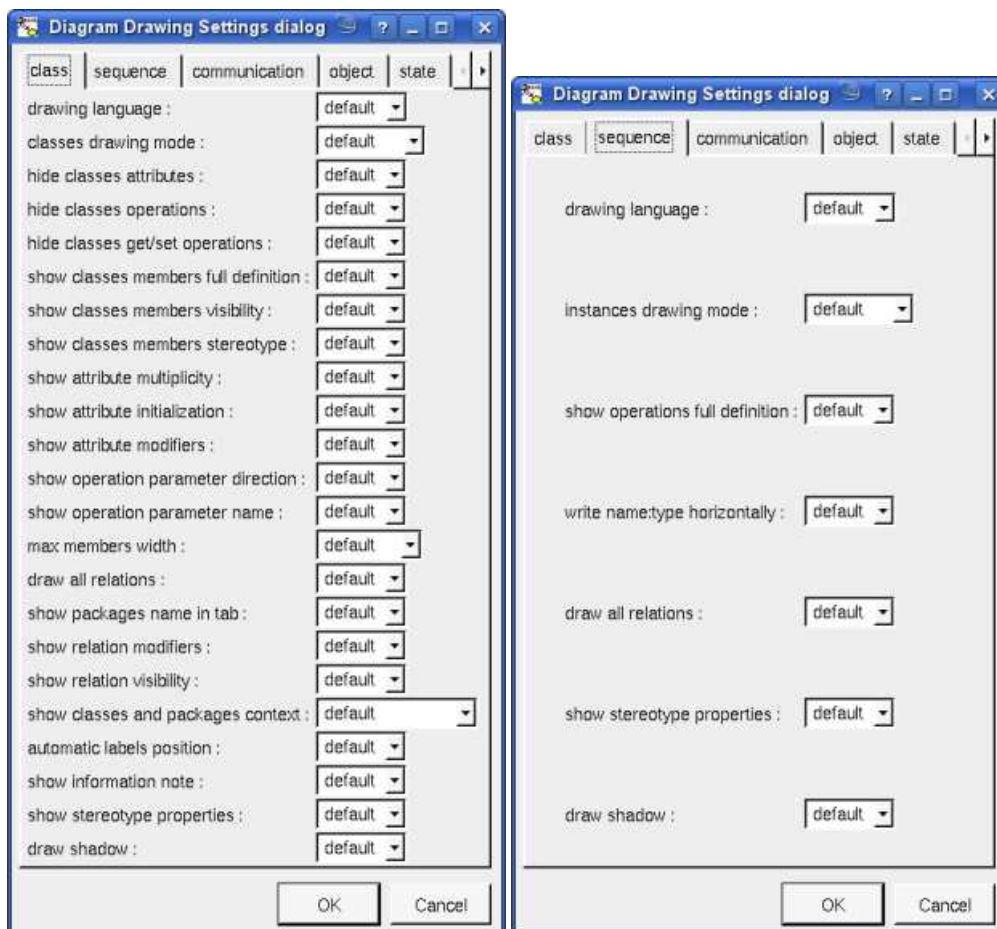 Diagram Drawing Settings dialog
class sequence communication object state
drawing language : default
classes drawing mode : default
hide classes attributes : default
hide classes operations : default
hide classes get/set operations : default
show classes members full definition : default
show classes members visibility : default
show classes members stereotype : default
show attribute multiplicity : default
show attribute initialization : default
show attribute modifiers : default
show operation parameter direction : default
show operation parameter name : default
max members width : default
draw all relations : default
show packages name in tab : default
show relation modifiers : default
show relation visibility : default
show classes and packages context : default
automatic labels position : default
show information note : default
show stereotype properties : default
draw shadow : default
OK Cancel
Diagram Drawing Settings dialog
class sequence communication object state
drawing language : default
instances drawing mode : default
show operations full definition : default
write name:type horizontally : default
draw all relations : default
show stereotype properties : default
draw shadow : default
OK Cancel